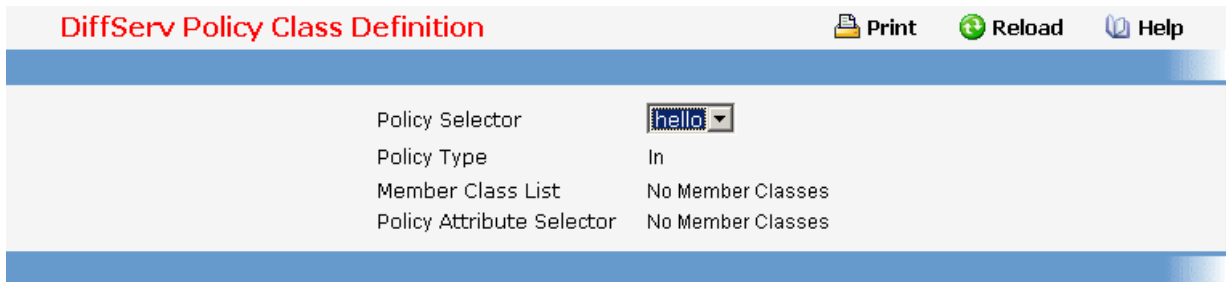 DiffServ Policy Class Definition Print Reload Help
Policy Selector hello
Policy Type In
Member Class List No Member Classes
Policy Attribute Selector No Member Classes